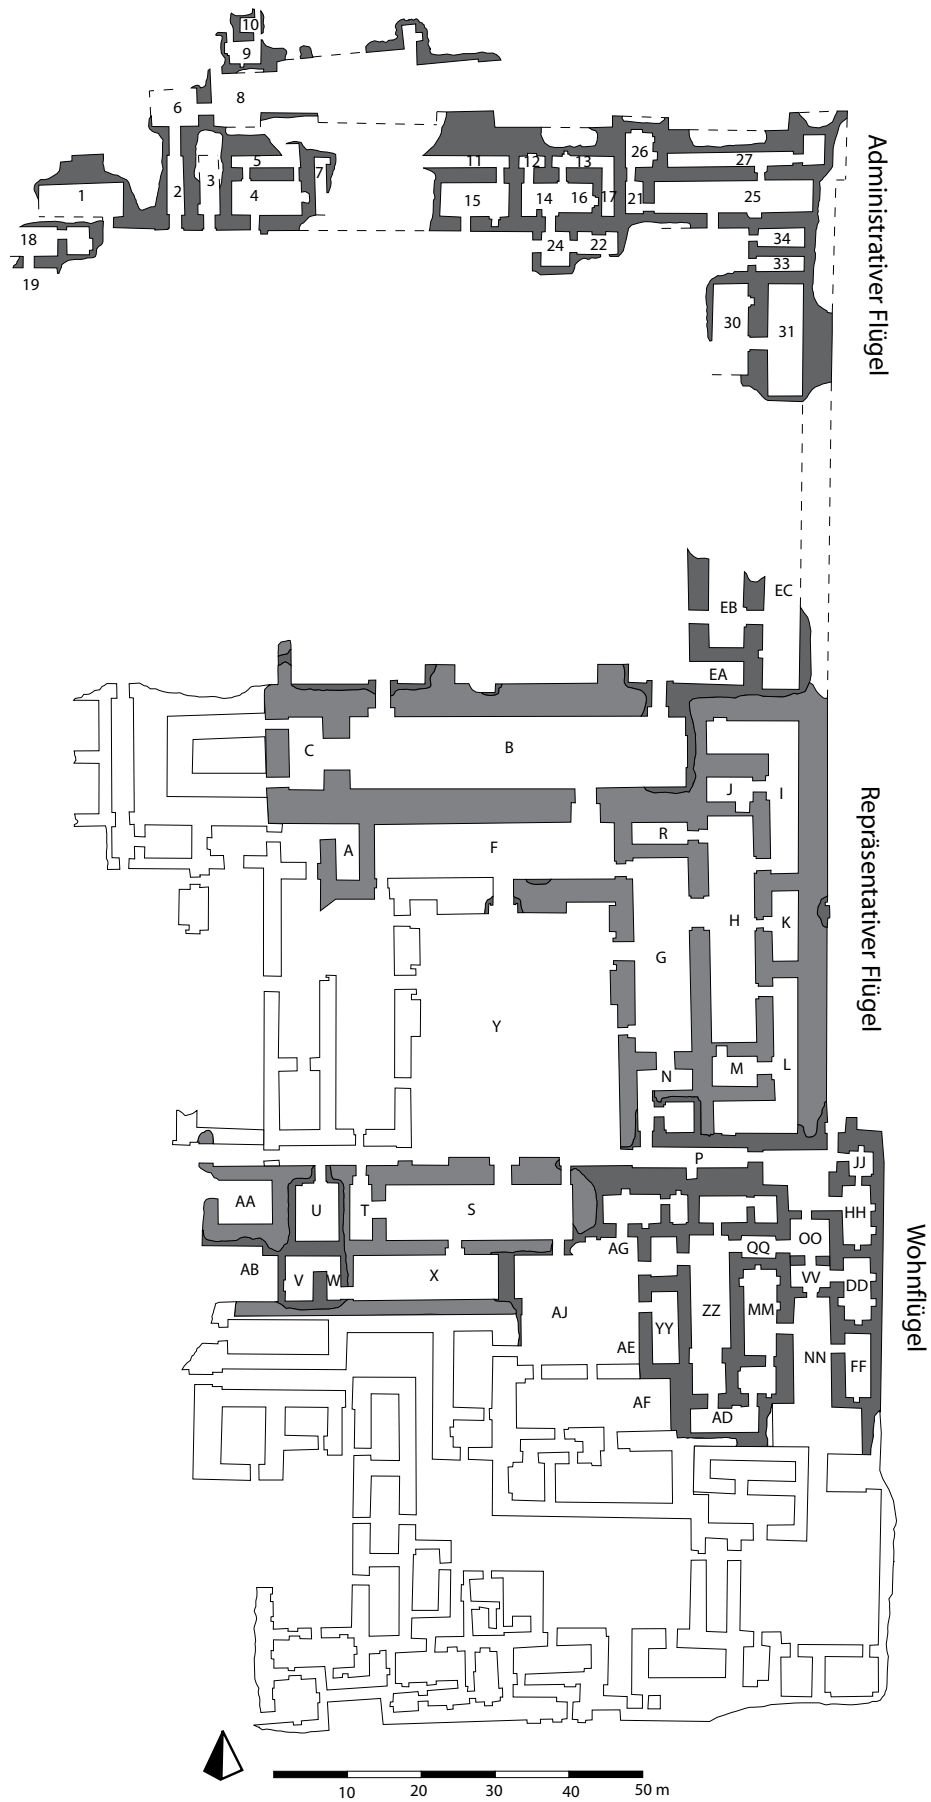 10
9
6
8
5
3
4
7
1
2
18
19
11
12
13
26
27
15
14
16
17
21
25
24
22
34
33
30
31
Administrativer Flügel
EC
EB
EA
C
B
J
I
A
F
R
H
K
G
Y
N
M
L
Repräsentativer Flügel
P
JJ
AA
U
T
S
HH
AG
QQ
OO
AB
V
W
X
VV
DD
AJ
ZZ
MM
YY
AE
NN
FF
AF
AD
Wohnflügel
10 20 30 40 50 m